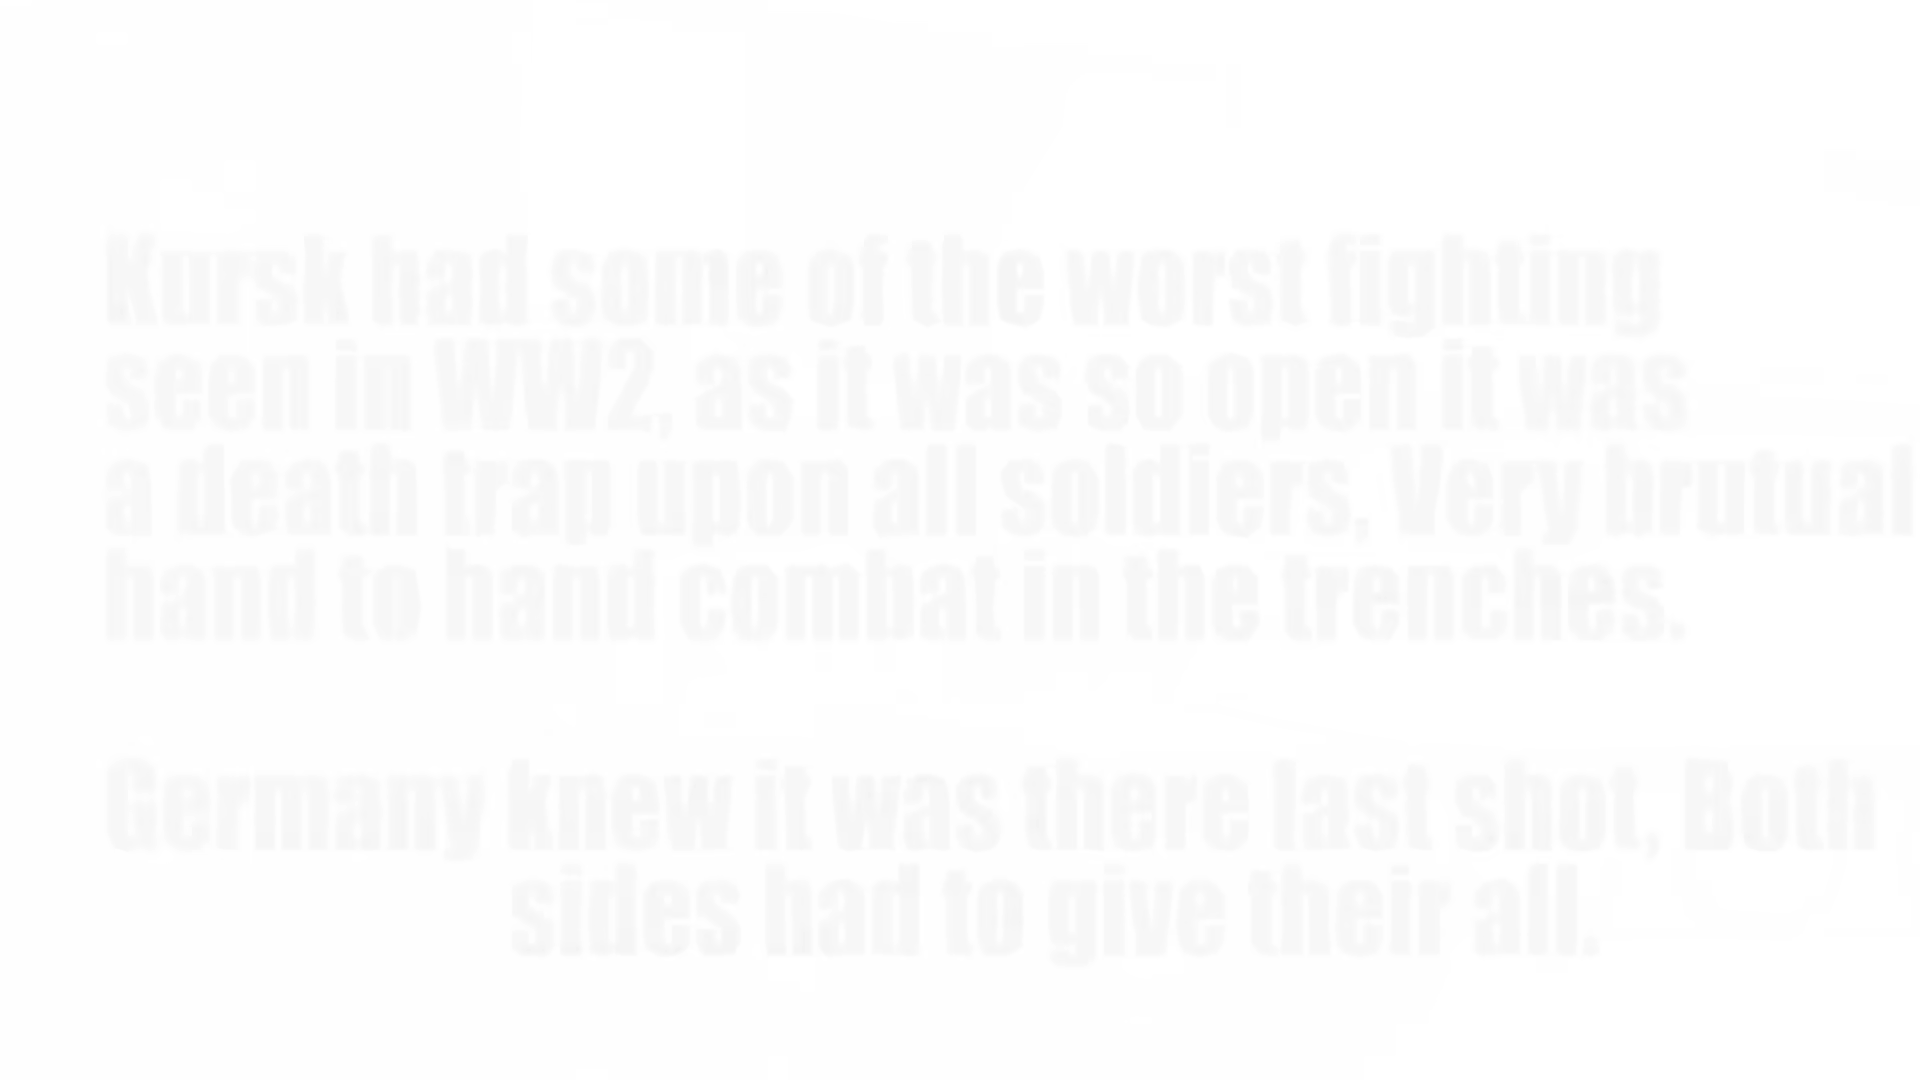 Kursk had some of the worst fighting
seen in WW2, as it was so open it was
a death trap upon all soldiers, Very brutual
hand to hand combat in the trenches.
Germany knew it was there last shot, Both
sides had to give their all.